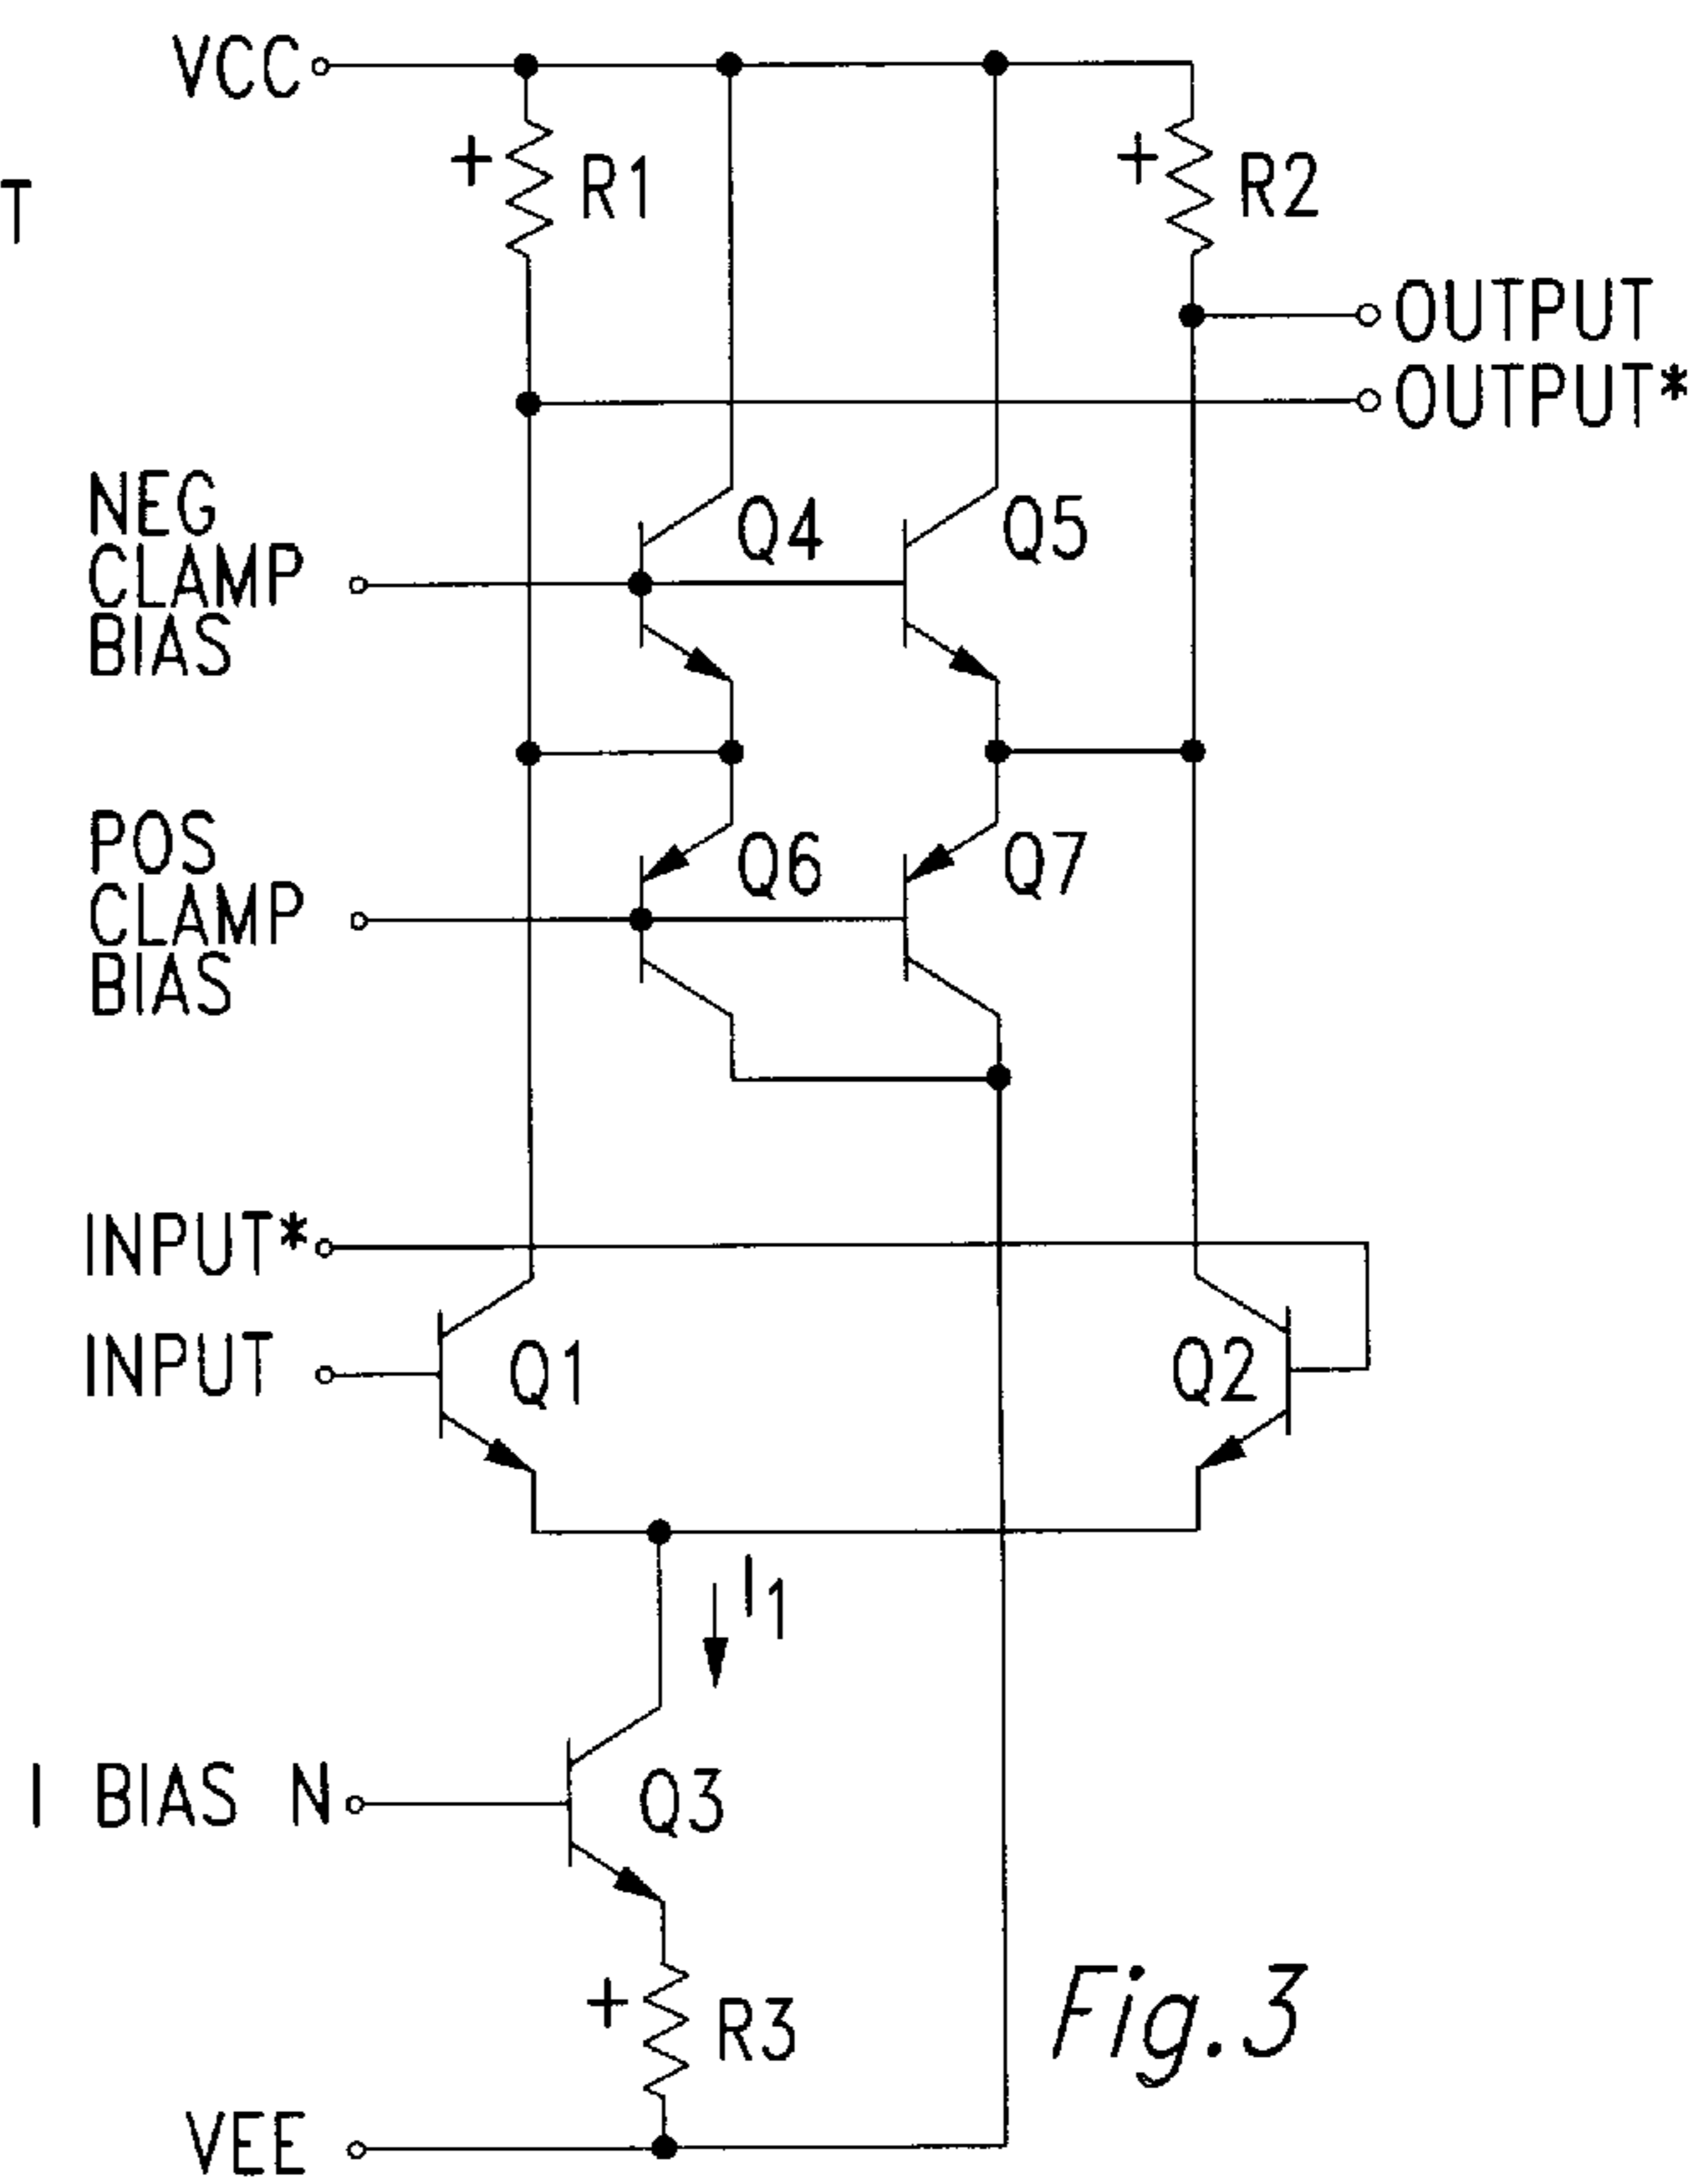 VCC
+ R1
+ R2
T
OUTPUT
OUTPUT*
NEG
CLAMP
BIAS
Q4
Q5
POS
CLAMP
BIAS
Q6
Q7
INPUT*
INPUT
Q1
Q2
I1
I BIAS N
Q3
+ R3
Fig.3
VEE